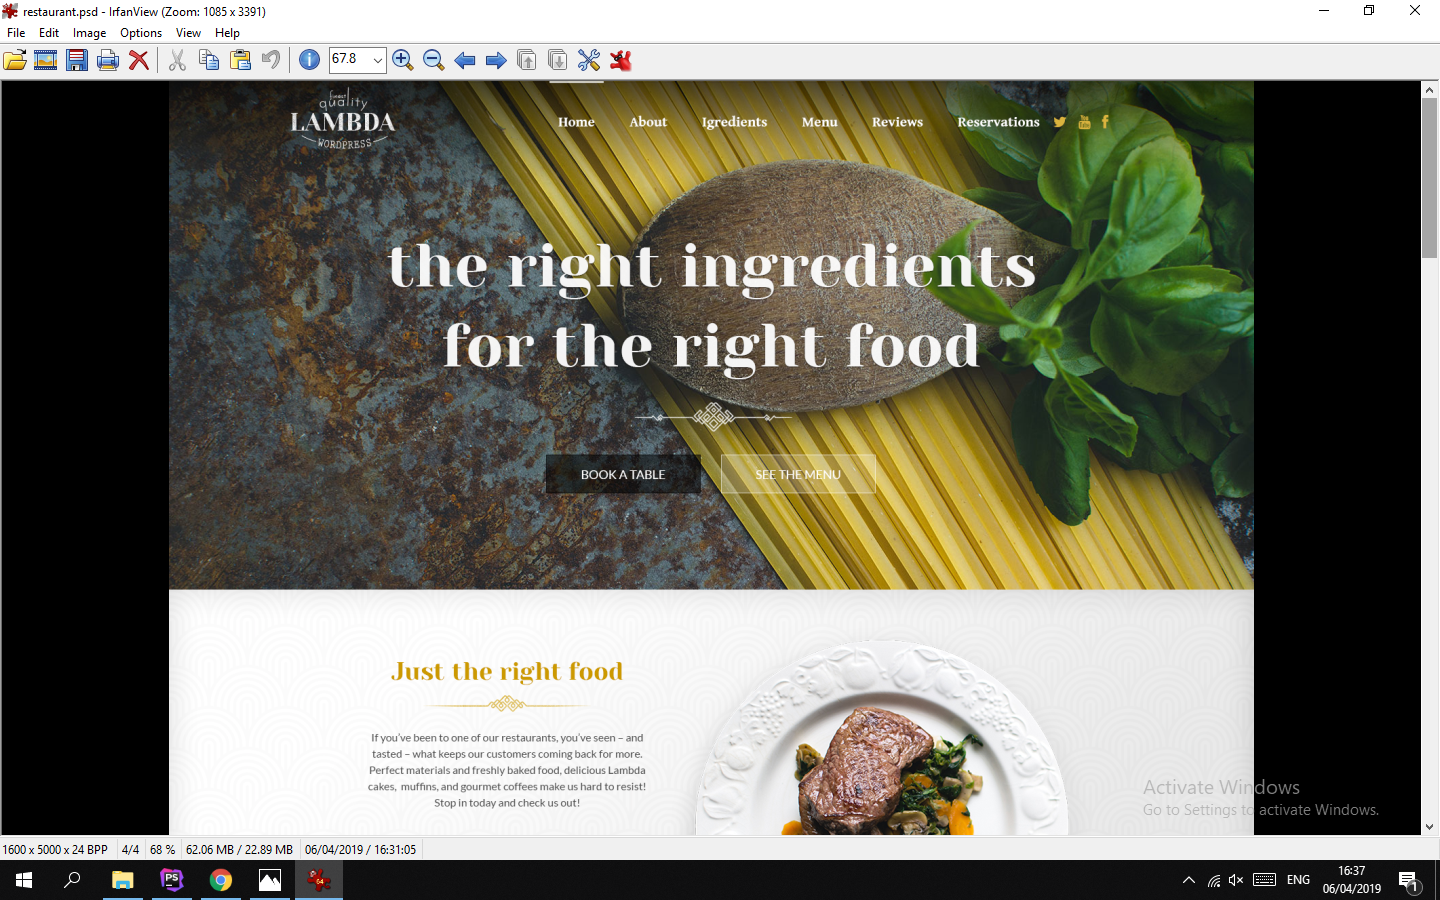 restaurant.psd - IrfanView (Zoom: 1085 x 3391)
File Edit Image Options View Help
67.8
quality
LAMBDA
WORDPRESS
Home About Igredients Menu Reviews Reservations
the right ingredients
for the right food
BOOK A TABLE SEE THE MENU
Just the right food
If you've been to one of our restaurants, you've seen – and
tasted – what keeps our customers coming back for more.
Perfect materials and freshly baked food, delicious Lambda
cakes, muffins, and gourmet coffees make us hard to resist!
Stop in today and check us out!
Activate Windows
Go to Settings to activate Windows.
1600 x 5000 x 24 BPP 4/4 68 % 62.06 MB / 22.89 MB 06/04/2019 / 16:31:05
PS 64 ENG 16:37
06/04/2019 1